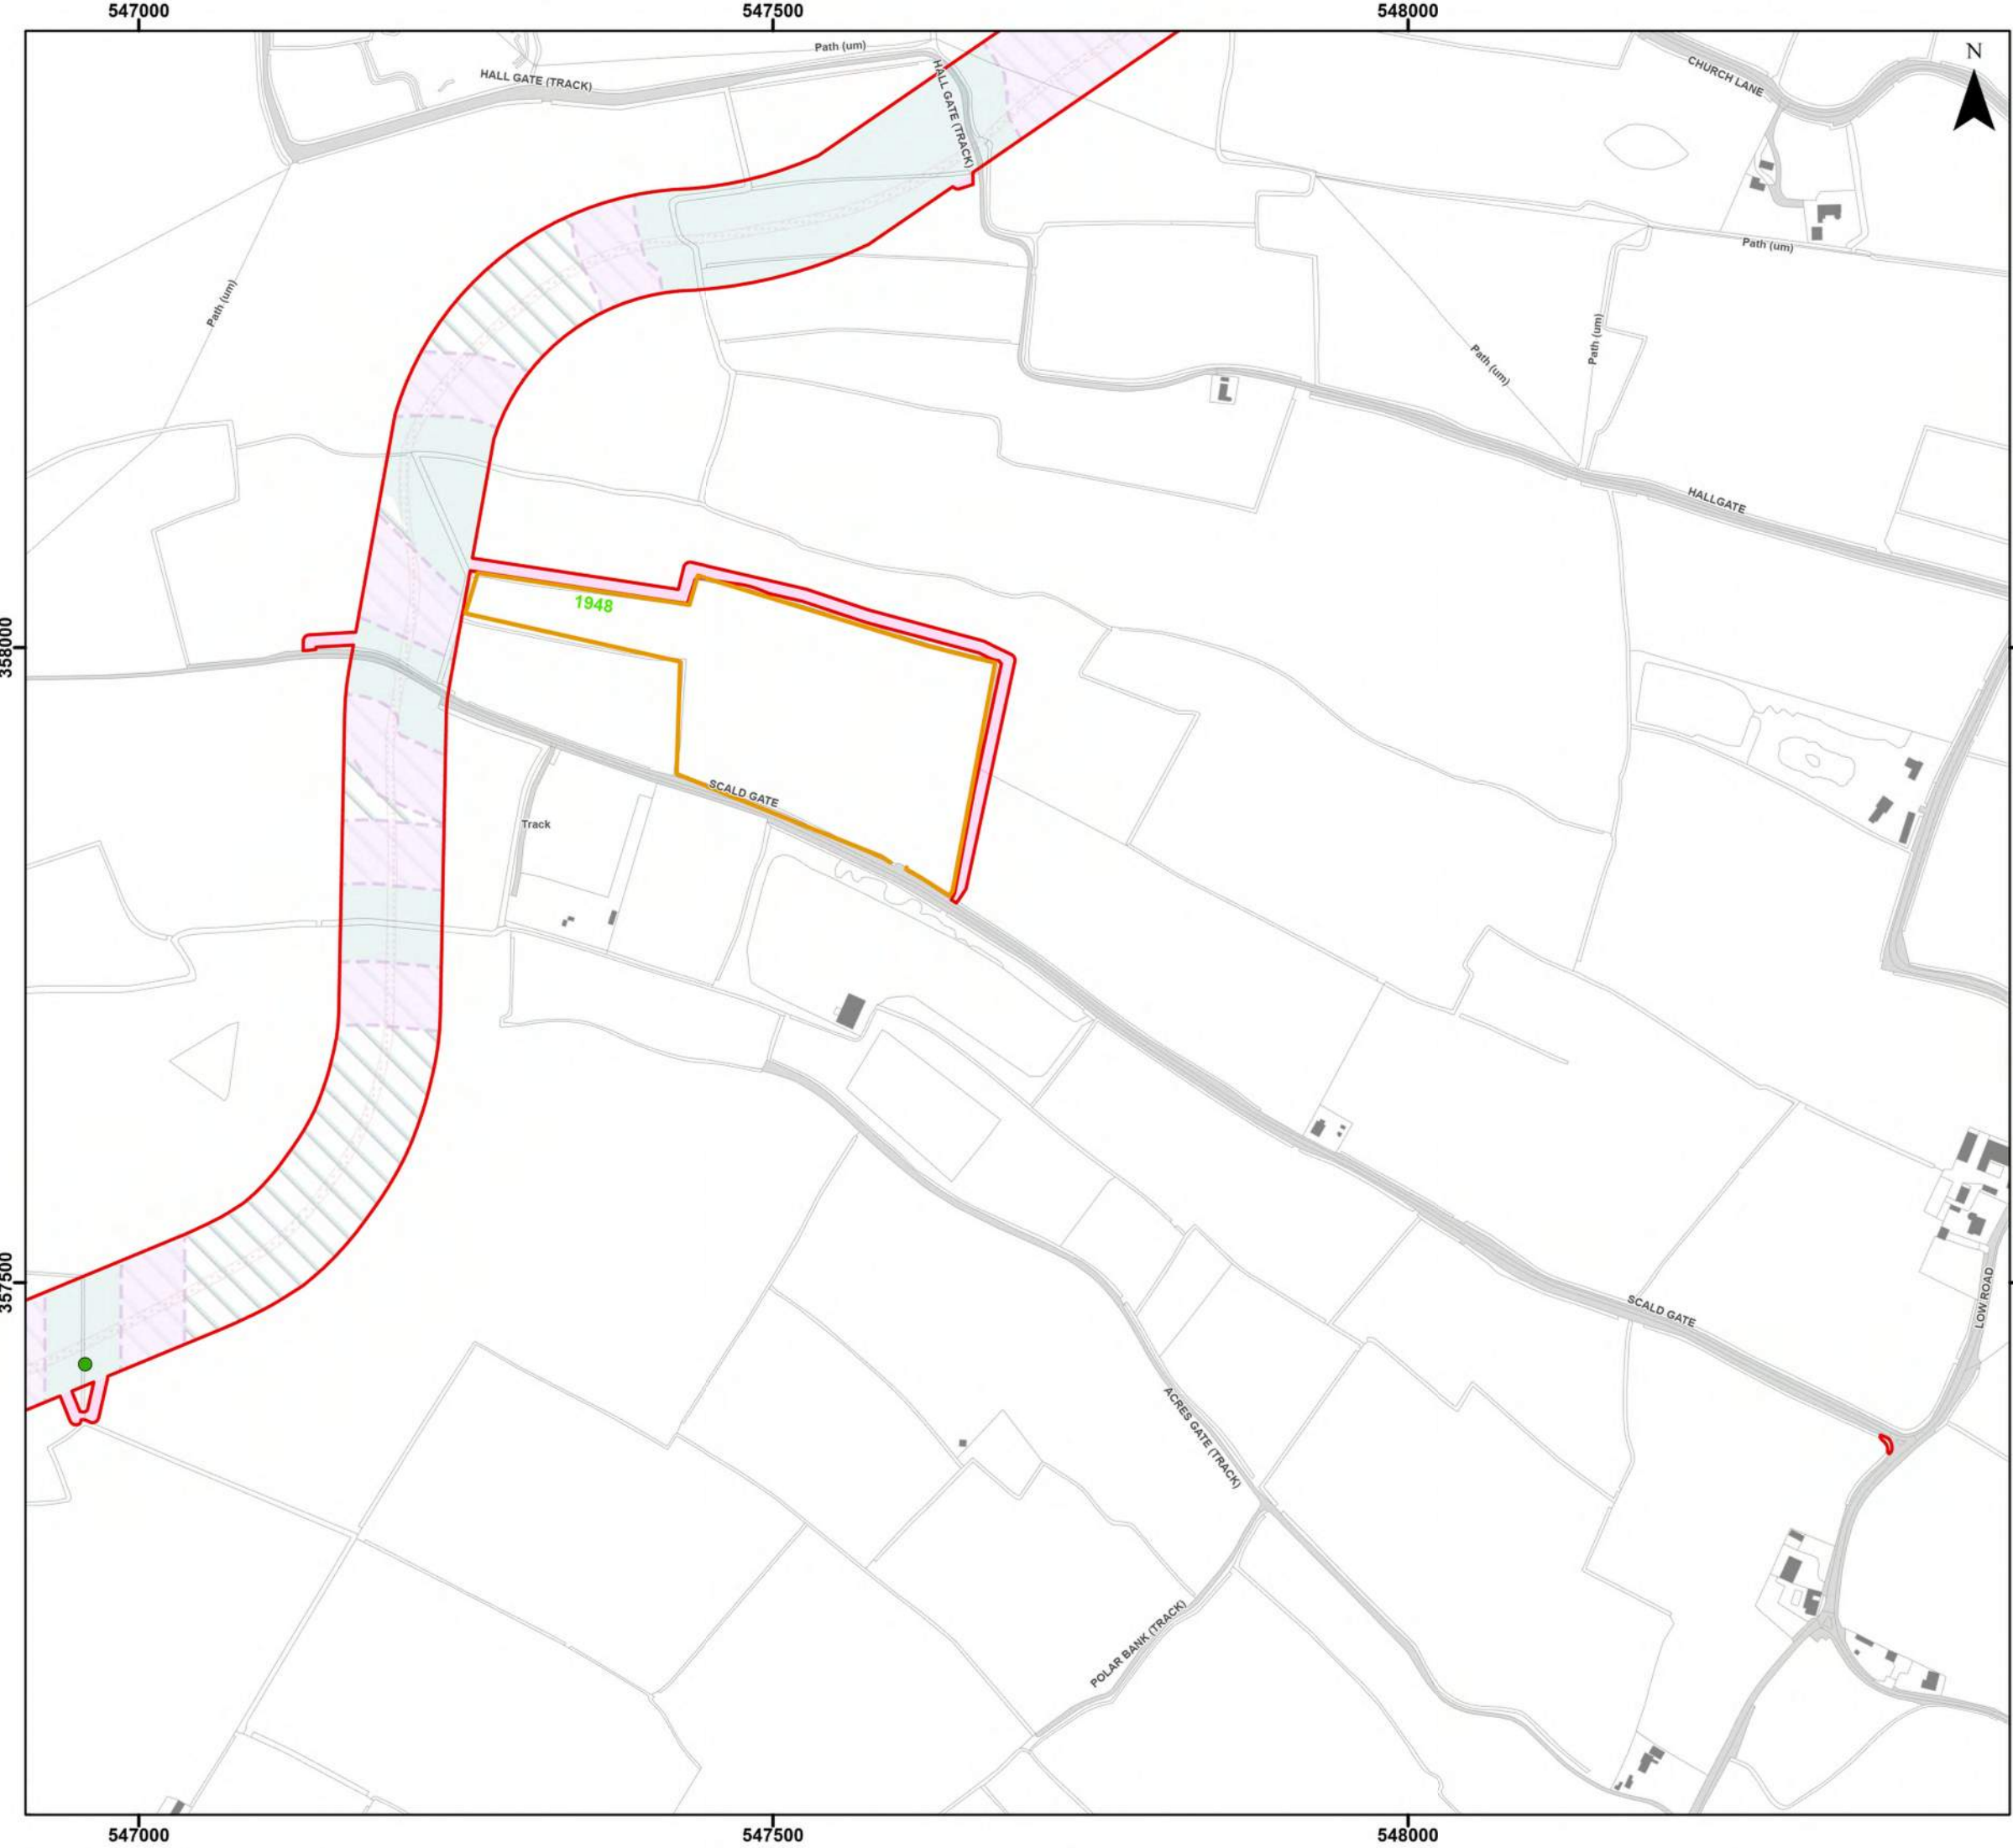 547000
547500
548000
Path (um)
N
HALL GATE (TRACK)
HALL GATE (TRACK)
CHURCH LANE
Path (um)
Path (um)
Path (um)
Path (um)
HALLGATE
1948
358000
SCALD GATE
Track
357500
SCALD GATE
LOW ROAD
ACRES GATE (TRACK)
POLAR BANK (TRACK)
547000
547500
548000